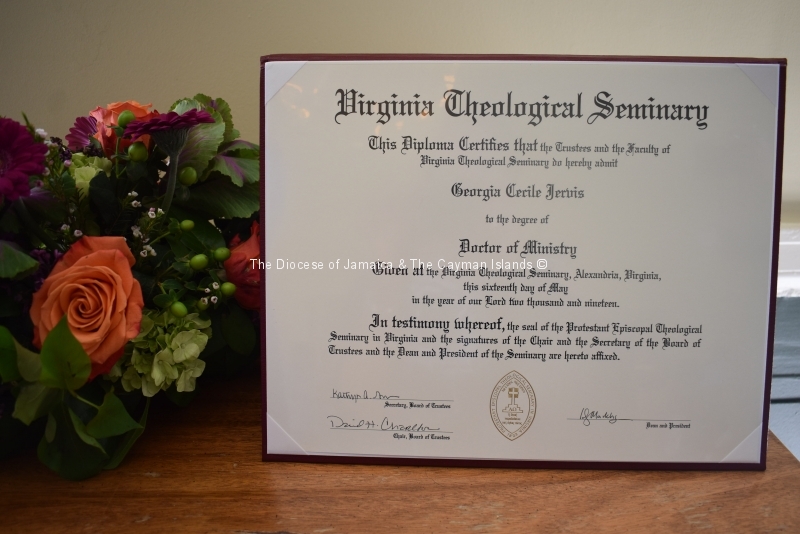 Virginia Theological Seminary
This Diploma Certifies that the Trustees and the Faculty of
Virginia Theological Seminary do hereby admit
Georgia Cecile Jervis
to the degree of
Doctor of Ministry
The Diocese of Jamaica & The Cayman Islands ©
Given at the Virginia Theological Seminary, Alexandria, Virginia,
this sixteenth day of May
in the year of our Lord two thousand and nineteen.
In testimony whereof, the seal of the Protestant Episcopal Theological
Seminary in Virginia and the signatures of the Chair and the Secretary of the Board of
Trustees and the Dean and President of the Seminary are hereto affixed.
Secretary, Board of Trustees
David H. Charlton
Chair, Board of Trustees
Dean and President